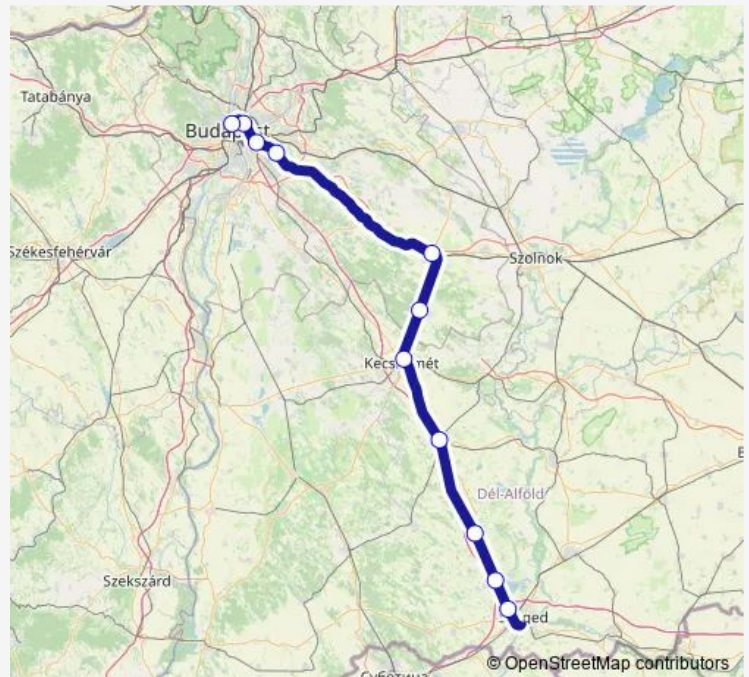 Tatabánya
Budapest
Székesfehérvár
Szolnok
Kecskemét
Dél-Alföld
Szekszárd
Szeged
© OpenStreetMap contributors